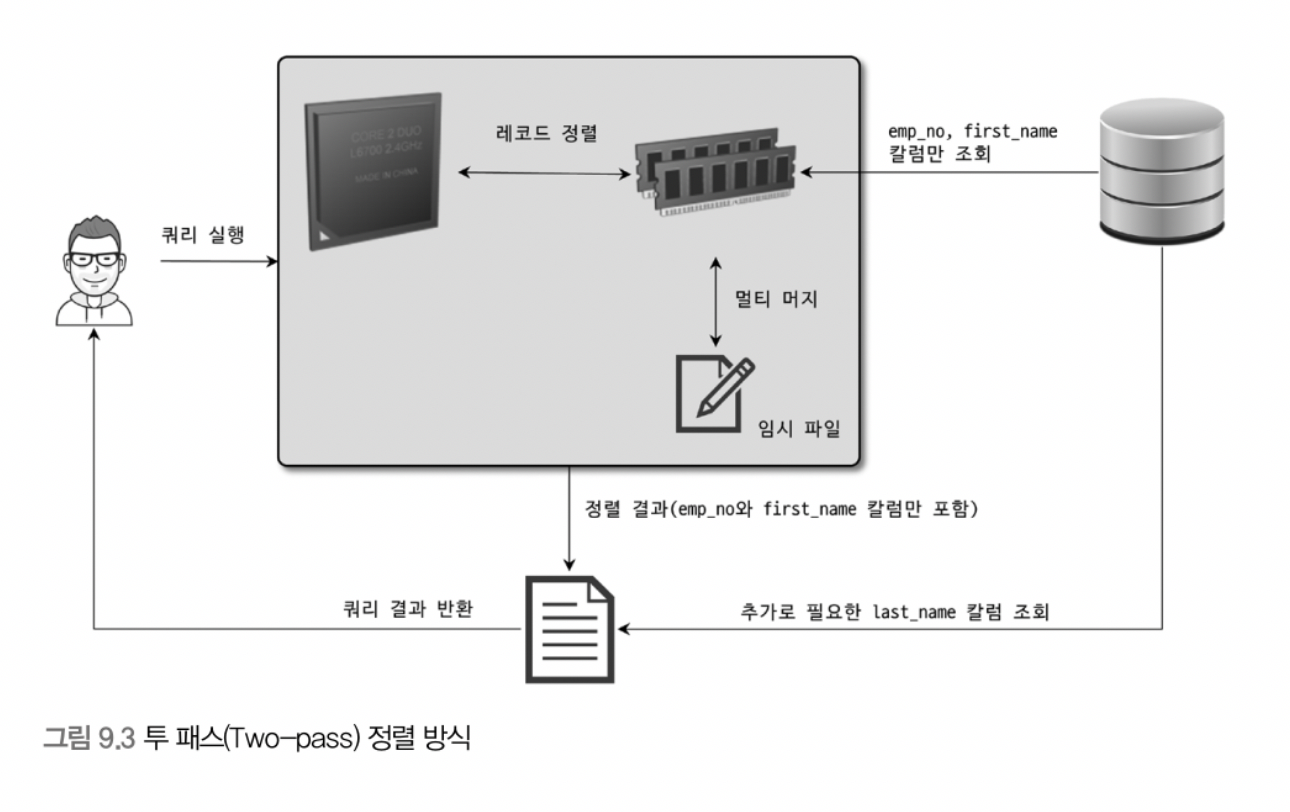 CORE 2 DUO
L6700 2.4GHz
MADE IN CHINA
레코드 정렬
emp_no, first_name
칼럼만 조회
쿼리 실행
멀티 머지
임시 파일
정렬 결과(emp_no와 first_name 칼럼만 포함)
쿼리 결과 반환
추가로 필요한 last_name 칼럼 조회
그림 9.3 투 패스(Two-pass) 정렬 방식